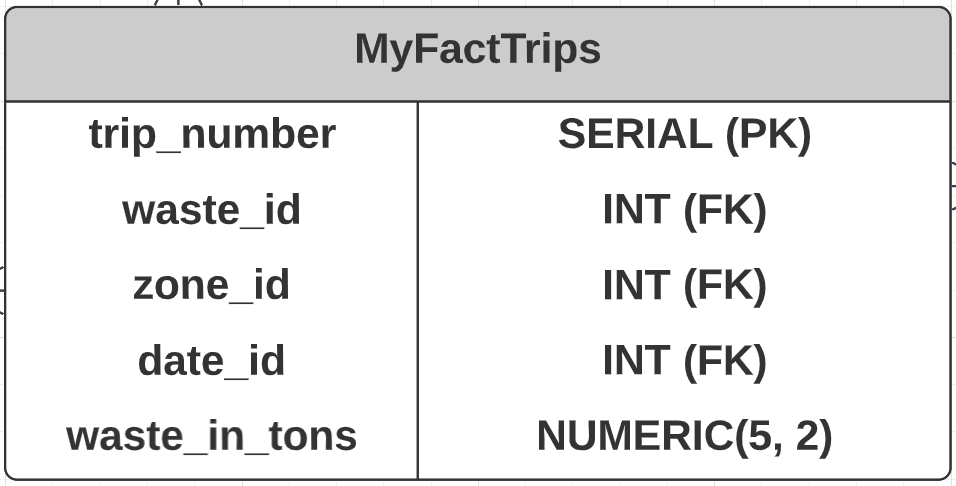 MyFactTrips
trip_number SERIAL (PK)
waste_id INT (FK)
zone_id INT (FK)
date_id INT (FK)
waste_in_tons NUMERIC(5, 2)